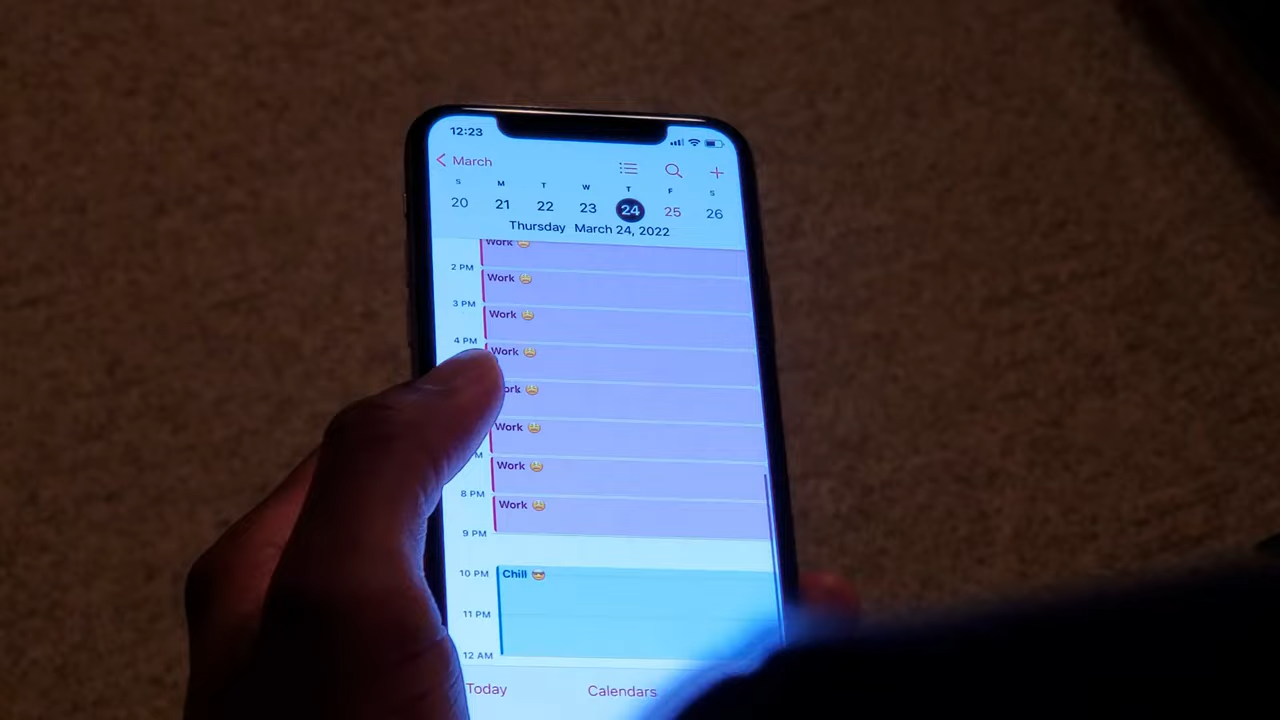 12:23
March
S M T W T F S
20 21 22 23 24 25 26
Thursday March 24, 2022
Work 😫
2 PM
Work 😫
3 PM
Work 😫
4 PM
Work 😫
ork 😫
Work 😫
M
Work 😫
8 PM
Work 😫
9 PM
10 PM
Chill 😎
11 PM
12 AM
Today Calendars